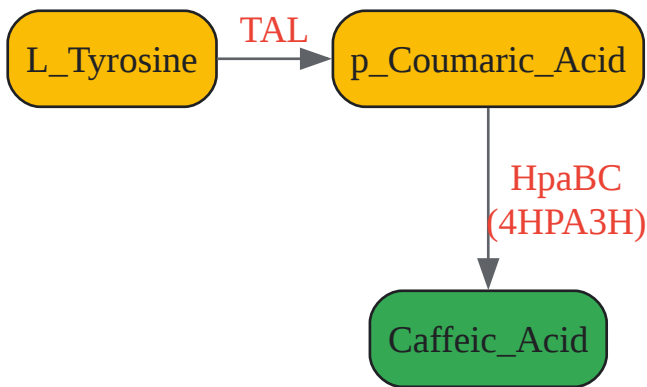 TAL
L_Tyrosine
p_Coumaric_Acid
HpaBC
(4HPA3H)
Caffeic_Acid